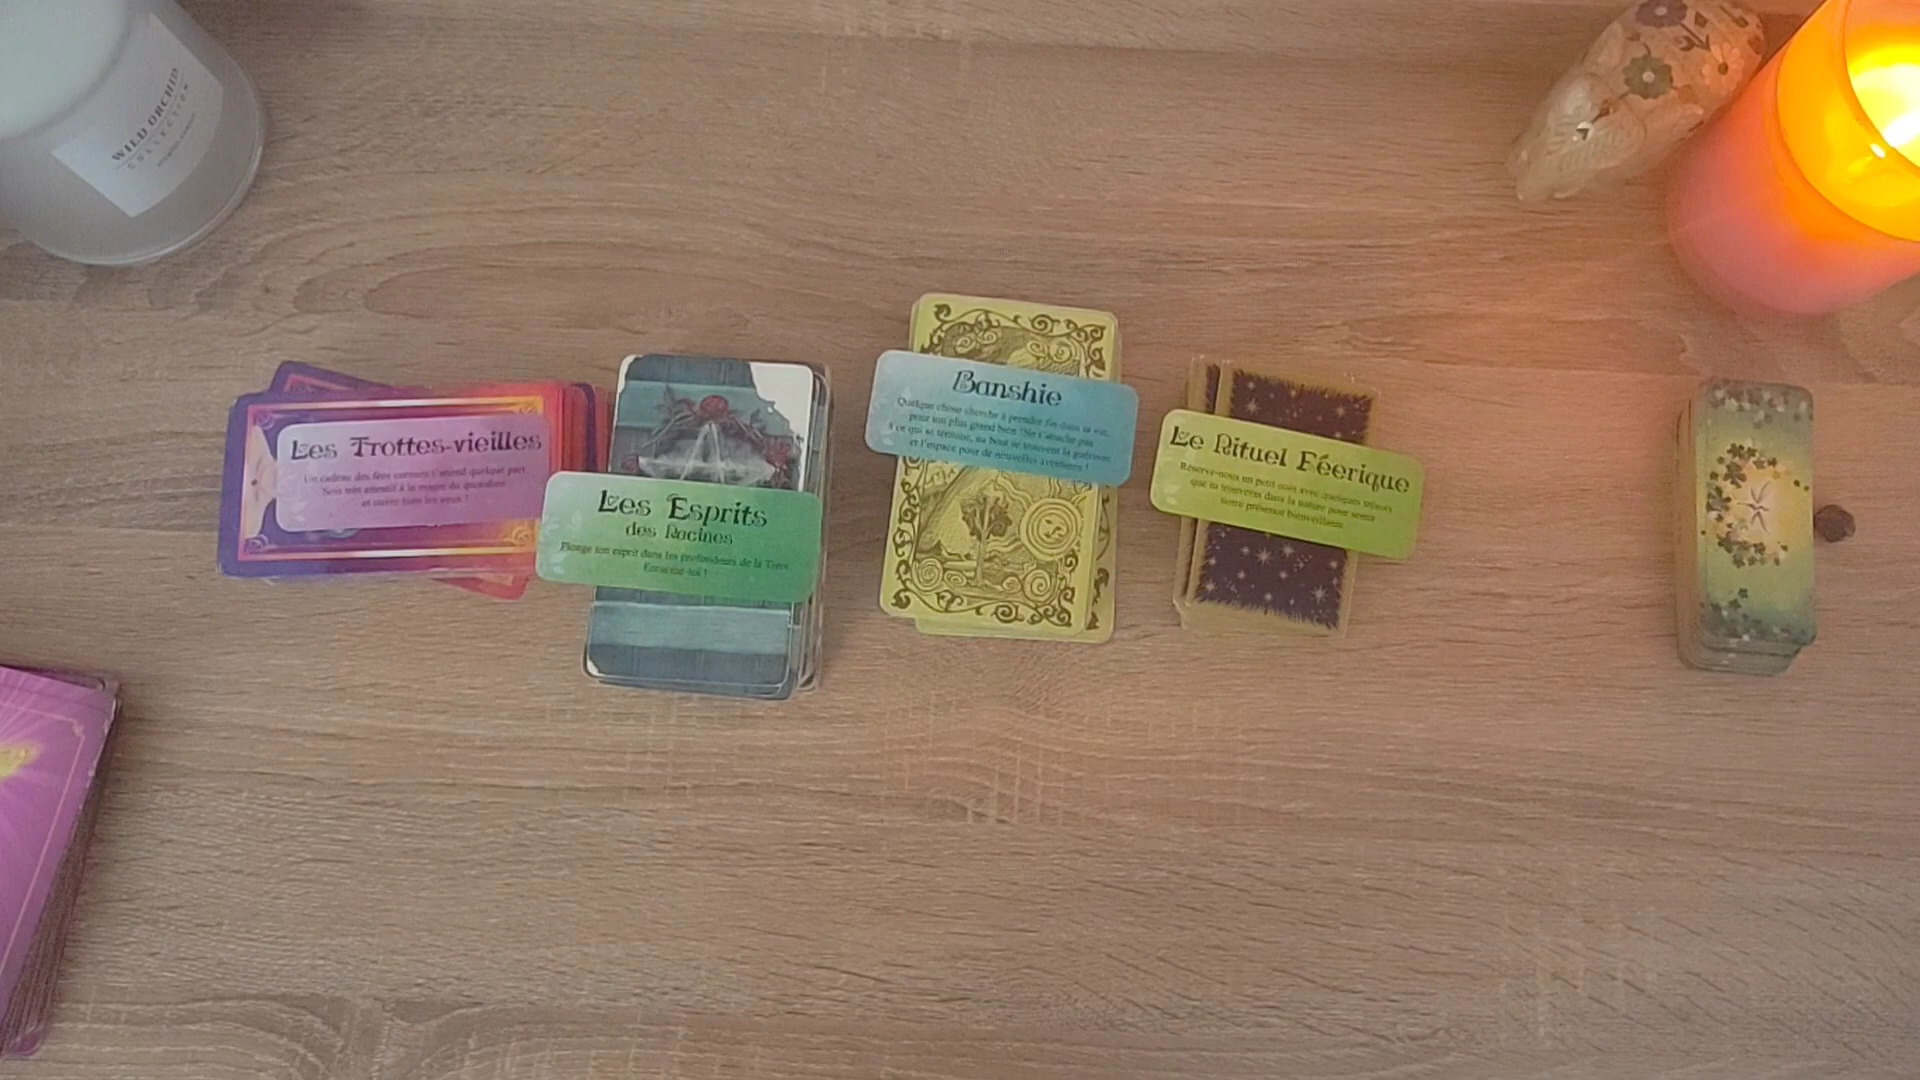 WILD ORCHID
COLLECTION
Les Trottes-vieilles
Un cadeau des fées coquines t'attend quelque part.
Sois très attentif à la magie du quotidien
et ouvre bien les yeux !
Les Esprits
des Racines
Plonge ton esprit dans les profondeurs de la Terre.
Enracine-toi !
Banshie
Quelque chose cherche à prendre fin dans ta vie,
pour ton plus grand bien ! Ne t'attache pas
à ce qui se termine, au bout se trouvent la guérison
et l'espace pour de nouvelles aventures !
Le Rituel Féerique
Réserve-nous un petit coin avec quelques trésors
que tu trouveras dans la nature pour sentir
notre présence bienveillante.